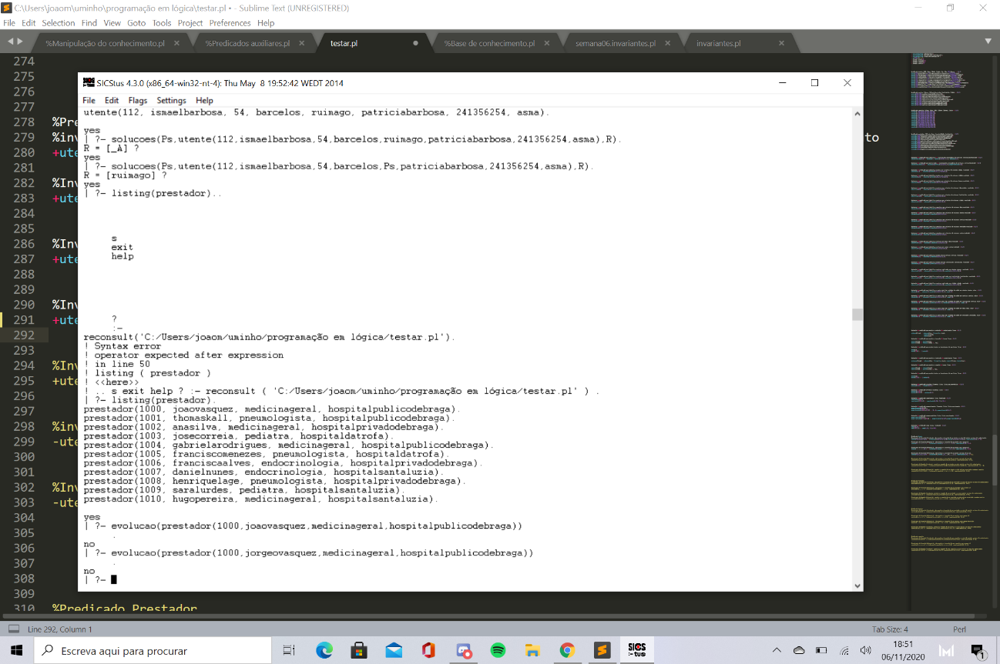 C:\Users\joaom\uminho\programação em lógica\testar.pl • - Sublime Text (UNREGISTERED)
File Edit Selection Find View Goto Tools Project Preferences Help
%Manipulação do conhecimento.pl %Predicados auxiliares.pl testar.pl %Base de conhecimento.pl semana06.invariantes.pl invariantes.pl
274
275
276
277
278 %Pre
279 %inv to
280 +ute
281
282 %Inv
283 +ute
284
285
286 %Inv
287 +ute
288
289
290 %Inv
291 +ute
292
293
294 %Inv
295 +ute
296
297
298 %inv
299 -ute
300
301
302 %Inv
303 -ute
304
305
306
307
308
309
310 %Predicado Prestador
SICStus 4.3.0 (x86_64-win32-nt-4): Thu May 8 19:52:42 WEDT 2014
File Edit Flags Settings Help
utente(112, ismaelbarbosa, 54, barcelos, ruimago, patriciabarbosa, 241356254, asma).
yes
| ?- solucoes(Ps,utente(112,ismaelbarbosa,54,barcelos,ruimago,patriciabarbosa,241356254,asma),R).
R = [_A] ?
yes
| ?- solucoes(Ps,utente(112,ismaelbarbosa,54,barcelos,Ps,patriciabarbosa,241356254,asma),R).
R = [ruimago] ?
yes
| ?- listing(prestador)..
s
exit
help
?
:-
reconsult('C:/Users/joaom/uminho/programação em lógica/testar.pl').
! Syntax error
! operator expected after expression
! in line 50
! listing ( prestador )
! <<here>>
! .. s exit help ? :- reconsult ( 'C:/Users/joaom/uminho/programação em lógica/testar.pl' ) .
| ?- listing(prestador).
prestador(1000, joaovasquez, medicinageral, hospitalpublicodebraga).
prestador(1001, thomaskall, pneumologista, hospitalpublicodebraga).
prestador(1002, anasilva, medicinageral, hospitalprivadodebraga).
prestador(1003, josecorreia, pediatra, hospitaldatrofa).
prestador(1004, gabrielarodrigues, medicinageral, hospitalpublicodebraga).
prestador(1005, franciscomenezes, pneumologista, hospitaldatrofa).
prestador(1006, franciscalves, endocrinologia, hospitalprivadodebraga).
prestador(1007, danielnunes, endocrinologia, hospitalsantaluzia).
prestador(1008, henriquelage, pneumologista, hospitalprivadodebraga).
prestador(1009, saralurdes, pediatra, hospitalsantaluzia).
prestador(1010, hugopereira, medicinageral, hospitalsantaluzia).
yes
| ?- evolucao(prestador(1000,joaovasquez,medicinageral,hospitalpublicodebraga))
.
no
| ?- evolucao(prestador(1000,jorgeovasquez,medicinageral,hospitalpublicodebraga))
.
no
| ?-
Line 292, Column 1 Tab Size: 4 Perl
Escreva aqui para procurar
SICS
:-tus
18:51
06/11/2020
1